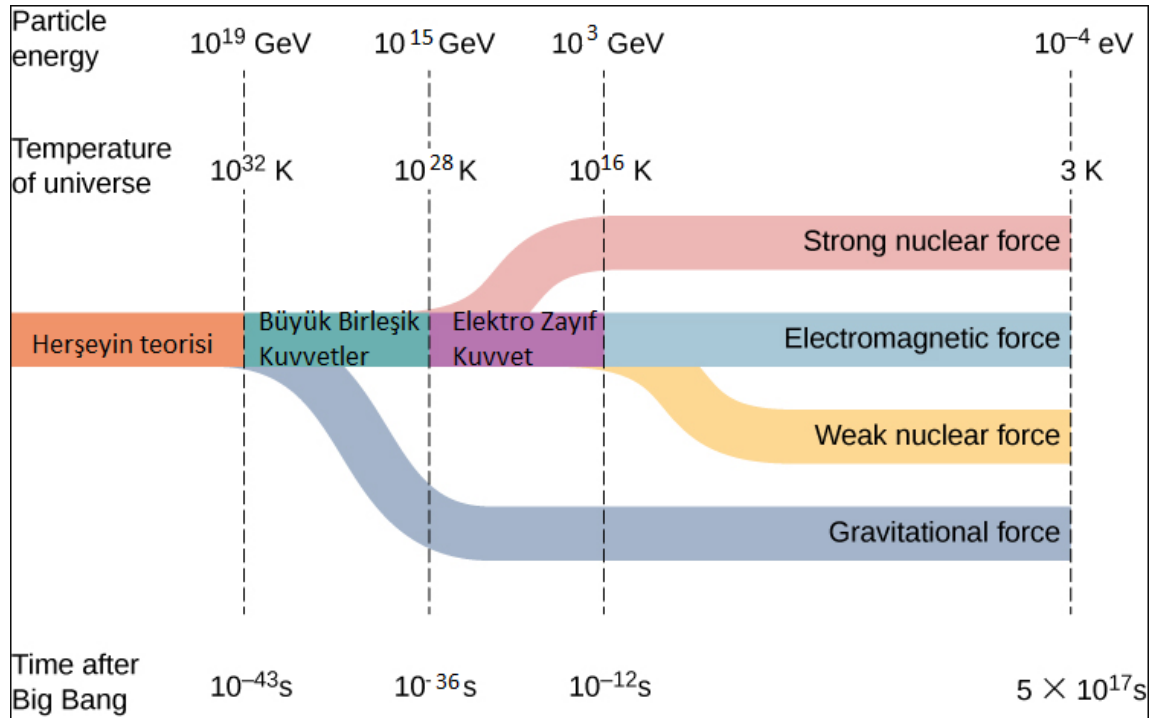 Particle
energy
10¹⁹ GeV
10¹⁵ GeV
10³ GeV
10⁻⁴ eV
Temperature
of universe
10³² K
10²⁸ K
10¹⁶ K
3 K
Strong nuclear force
Herşeyin teorisi
Büyük Birleşik
Kuvvetler
Elektro Zayıf
Kuvvet
Electromagnetic force
Weak nuclear force
Gravitational force
Time after
Big Bang
10⁻⁴³s
10⁻³⁶s
10⁻¹²s
5 × 10¹⁷s